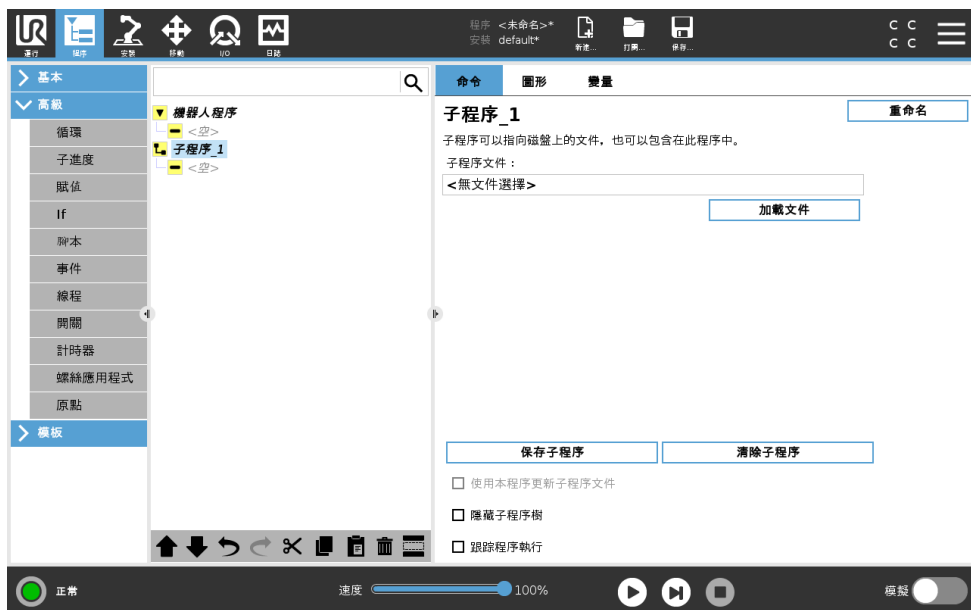 UR
運行
程序
安裝
移動
I/O
日誌
程序 <未命名>*
安裝 default*
新建...
打開...
保存...
C C
C C
基本
高級
循環
子進度
賦值
If
腳本
事件
線程
開關
計時器
螺絲應用程式
原點
模板
機器人程序
<空>
子程序_1
<空>
命令 圖形 變量
子程序_1
重命名
子程序可以指向磁盤上的文件，也可以包含在此程序中。
子程序文件：
<無文件選擇>
加載文件
保存子程序
清除子程序
使用本程序更新子程序文件
隱藏子程序樹
跟踪程序執行
正常
速度
100%
模擬